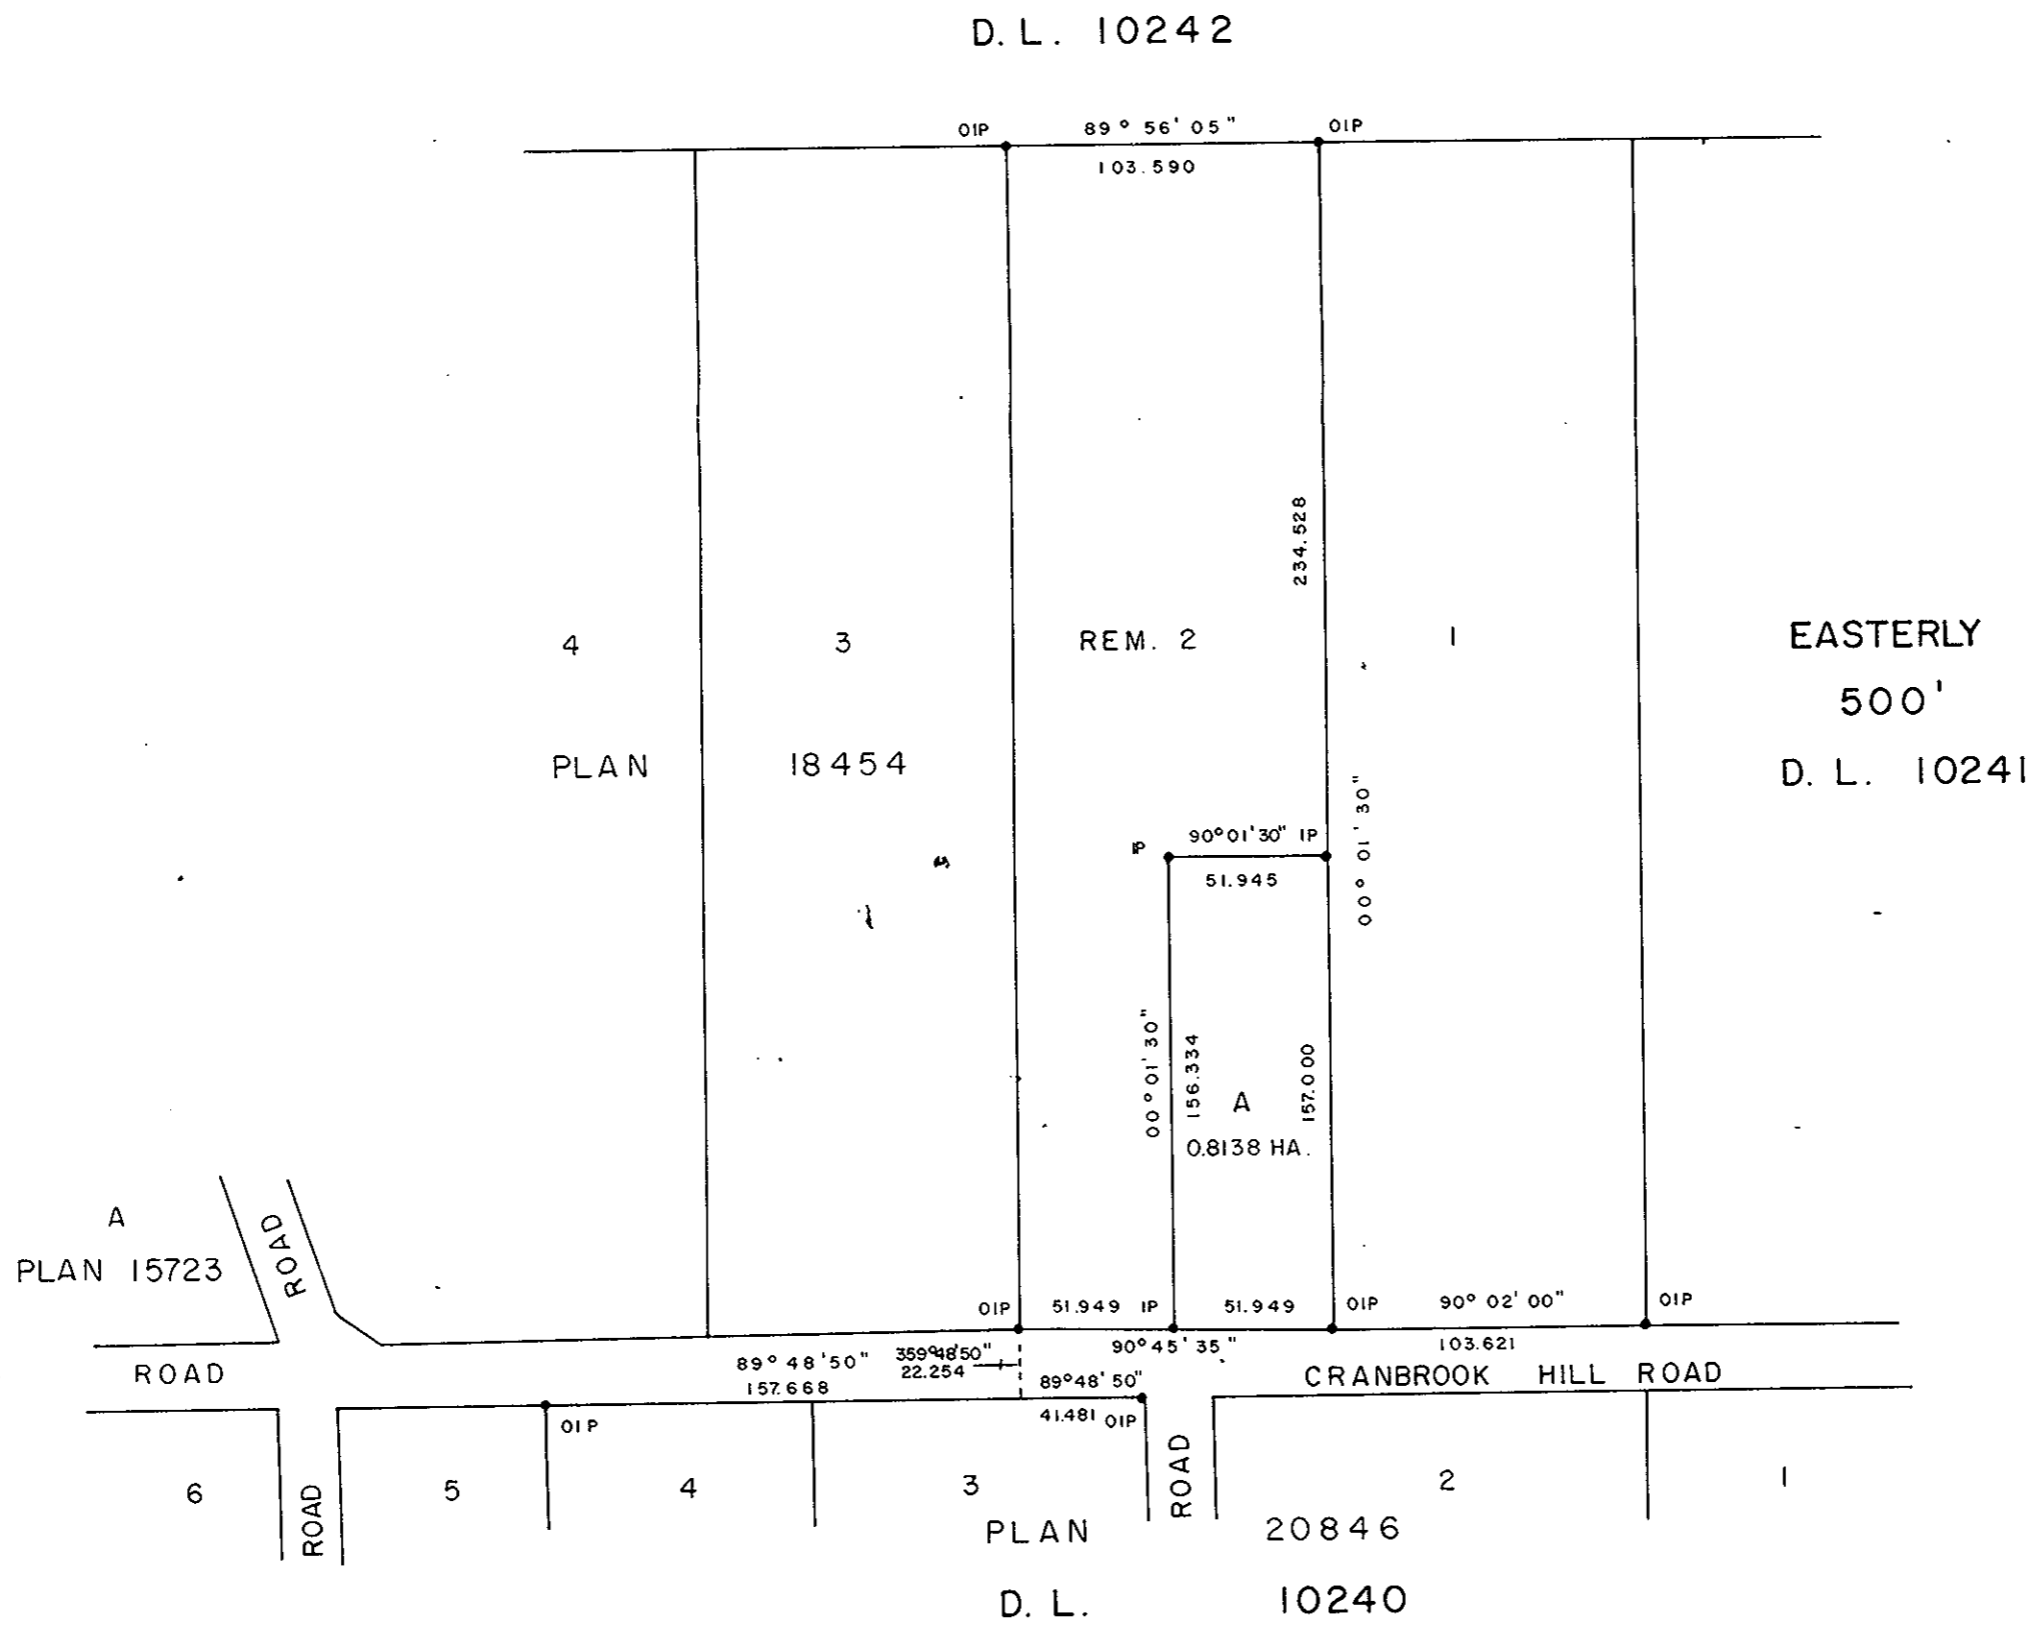 D. L. 10242
OIP
89° 56' 05"
OIP
103.590
234.528
4
3
REM. 2
1
EASTERLY
500'
D. L. 10241
PLAN
18454
00° 01' 30"
IP
90°01'30"
IP
51.945
00°01'30"
156.334
157.000
A
0.8138 HA.
A
PLAN 15723
ROAD
OIP
51.949
IP
51.949
OIP
90° 02' 00"
OIP
ROAD
89° 48' 50"
157.668
359°48'50"
22.254
90°45'35"
103.621
CRANBROOK HILL ROAD
89°48'50"
41.481
OIP
OIP
6
ROAD
5
4
3
ROAD
2
1
PLAN
20846
D. L.
10240